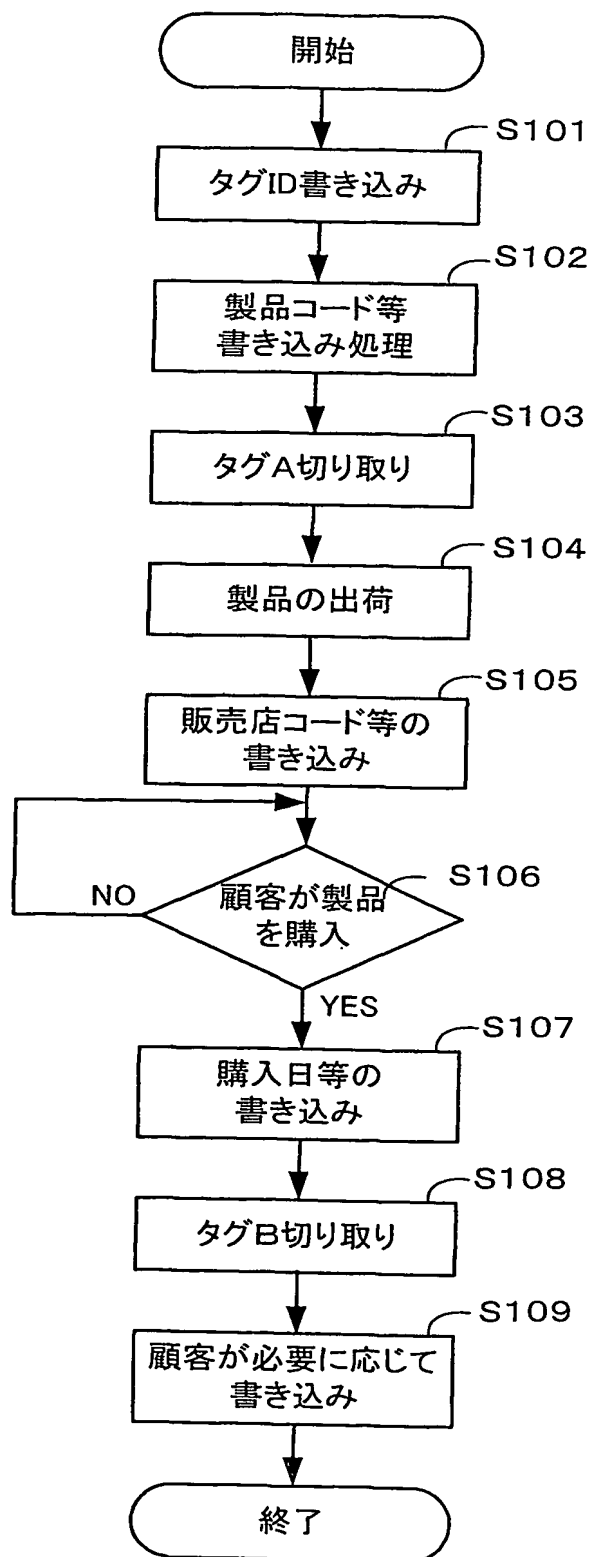 開始
S101
タグID書き込み
S102
製品コード等
書き込み処理
S103
タグA切り取り
S104
製品の出荷
S105
販売店コード等の
書き込み
S106
顧客が製品
を購入
NO
YES
S107
購入日等の
書き込み
S108
タグB切り取り
S109
顧客が必要に応じて
書き込み
終了